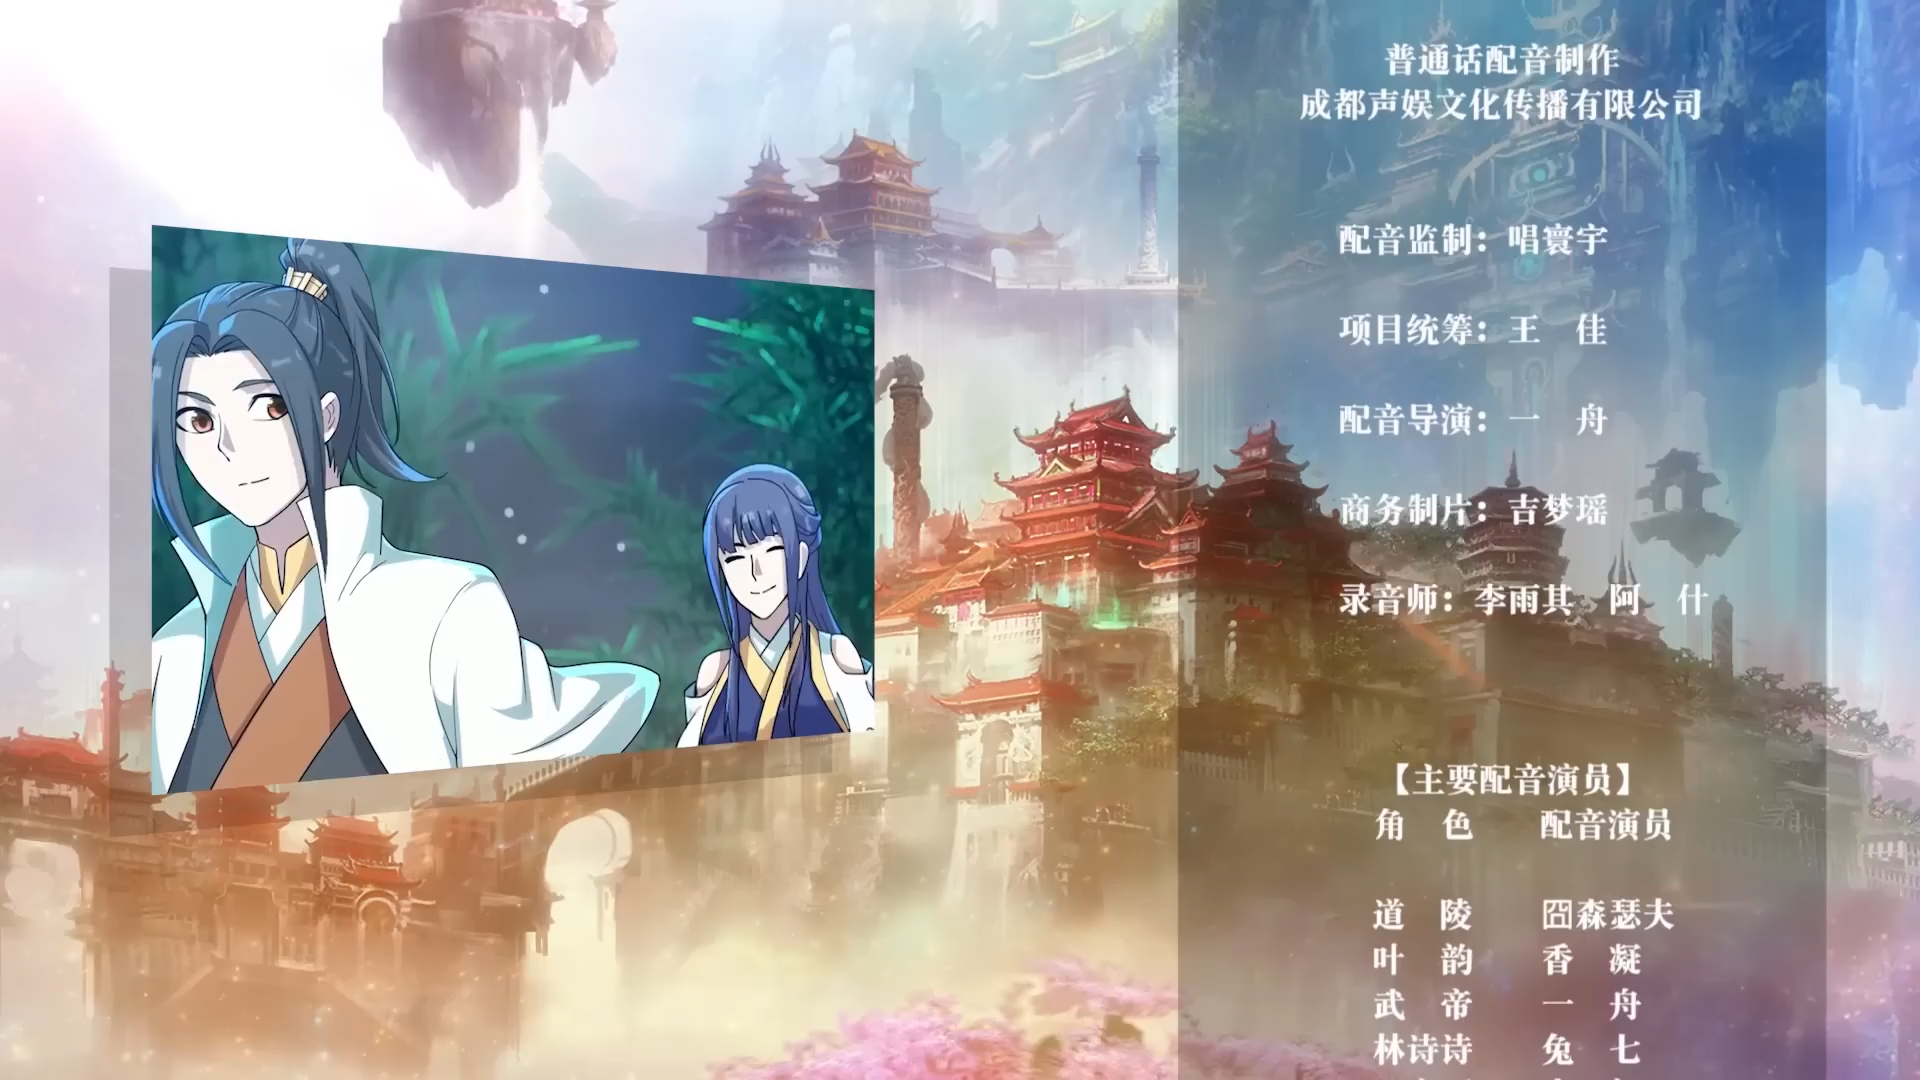 普通话配音制作
成都声娱文化传播有限公司
配音监制：唱寰宇
项目统筹：王　佳
配音导演：一　舟
商务制片：吉梦瑶
录音师：李雨其　阿　什
【主要配音演员】
角　色　　配音演员
道　陵　　囧森瑟夫
叶　韵　　香　凝
武　帝　　一　舟
林诗诗　　兔　七